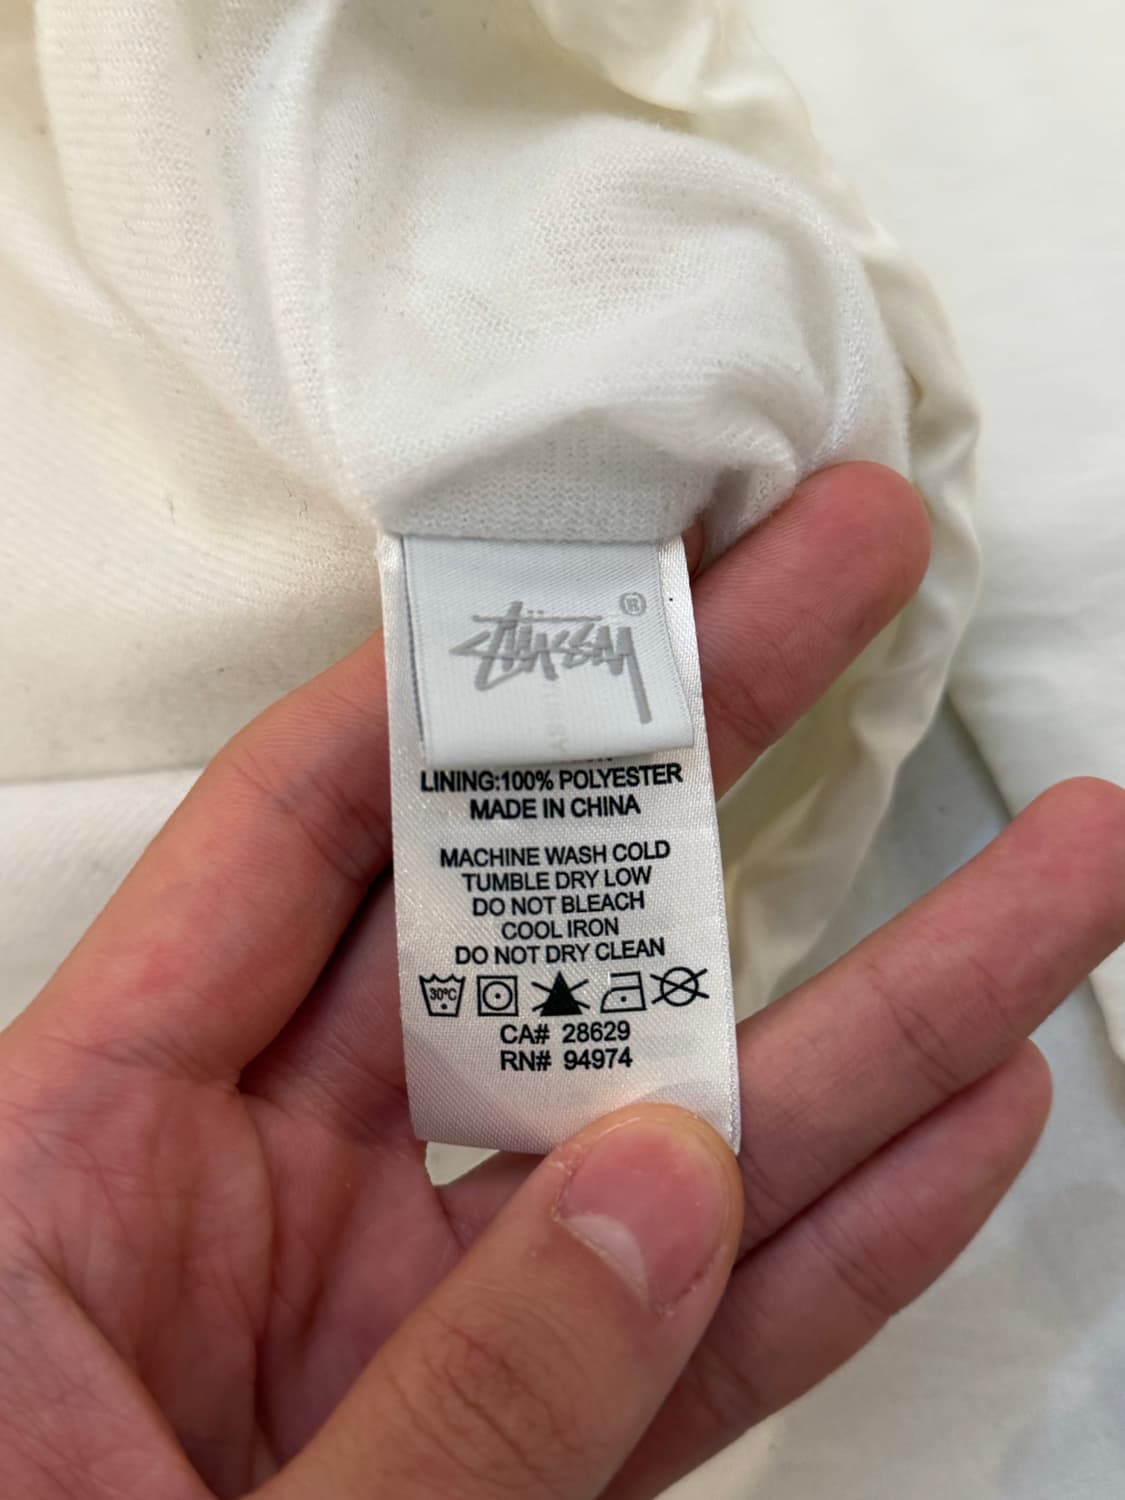 STÜSSY ®
LINING:100% POLYESTER
MADE IN CHINA
MACHINE WASH COLD
TUMBLE DRY LOW
DO NOT BLEACH
COOL IRON
DO NOT DRY CLEAN
30°C
CA# 28629
RN# 94974